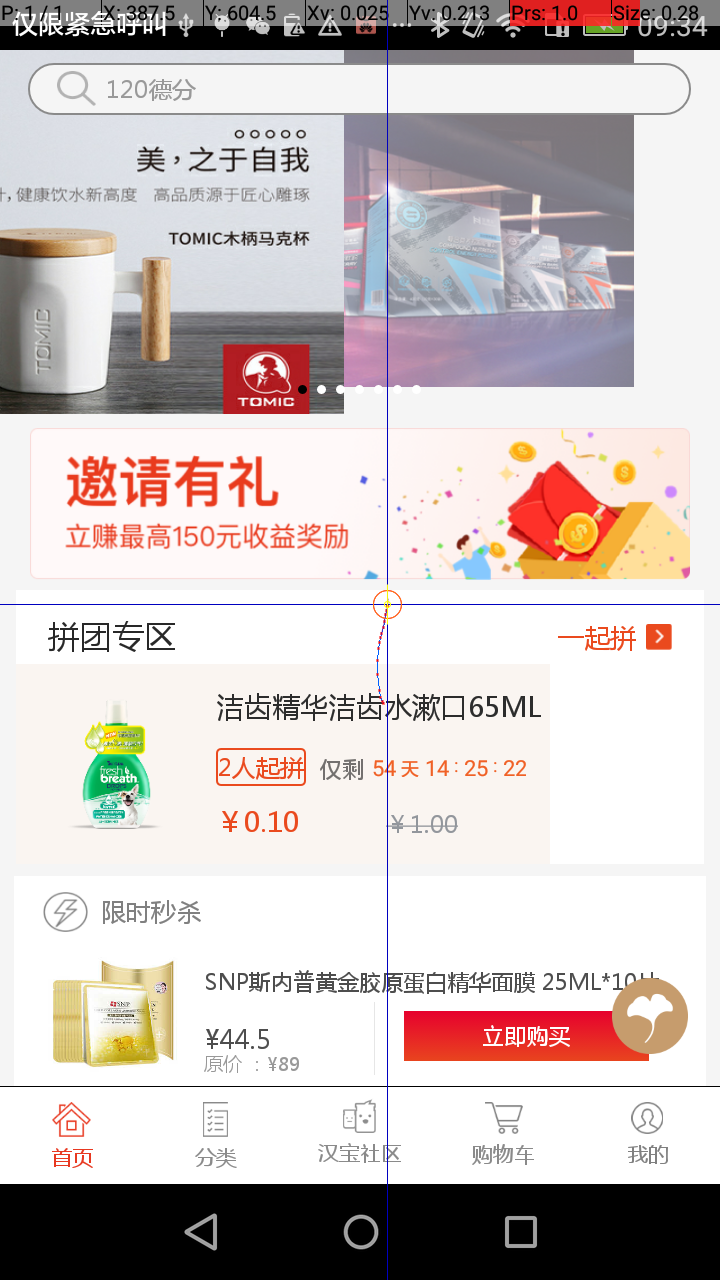 P: 1 / 1 X: 387.5 Y: 604.5 Xv: 0.025 Yv: 0.213 Prs: 1.0 Size: 0.28
仅限紧急呼叫 09:34
120德分
美，之于自我
健康饮水新高度 高品质源于匠心雕琢
TOMIC木柄马克杯
TOMIC
TOMIC
邀请有礼
立赚最高150元收益奖励
拼团专区 一起拼
洁齿精华洁齿水漱口65ML
2人起拼 仅剩 54 天 14 : 25 : 22
fresh breath
¥ 0.10 ¥ 1.00
限时秒杀
SNP斯内普黄金胶原蛋白精华面膜 25ML*10片
SNP
¥44.5 立即购买
原价 ：¥89
首页 分类 汉宝社区 购物车 我的